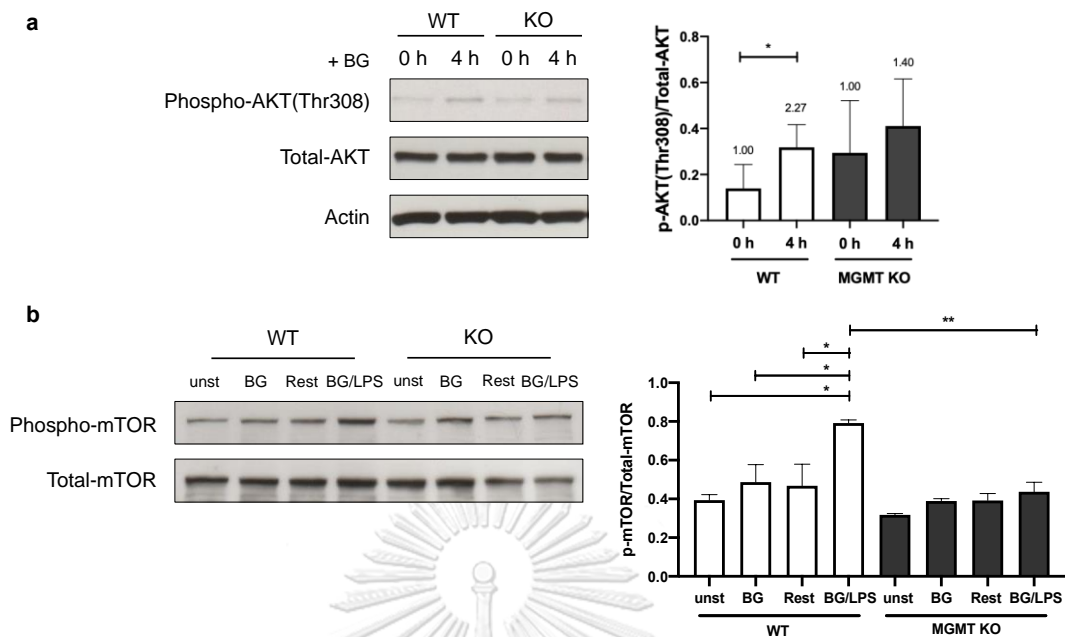 a
WT KO
+ BG 0 h 4 h 0 h 4 h
Phospho-AKT(Thr308)
Total-AKT
Actin
p-AKT(Thr308)/Total-AKT
0.8
0.6
0.4
0.2
0.0
*
1.00 2.27 1.00 1.40
0 h 4 h 0 h 4 h
WT MGMT KO
b
WT KO
unst BG Rest BG/LPS unst BG Rest BG/LPS
Phospho-mTOR
Total-mTOR
p-mTOR/Total-mTOR
**
*
*
*
1.0
0.8
0.6
0.4
0.2
0.0
unst BG Rest BG/LPS unst BG Rest BG/LPS
WT MGMT KO